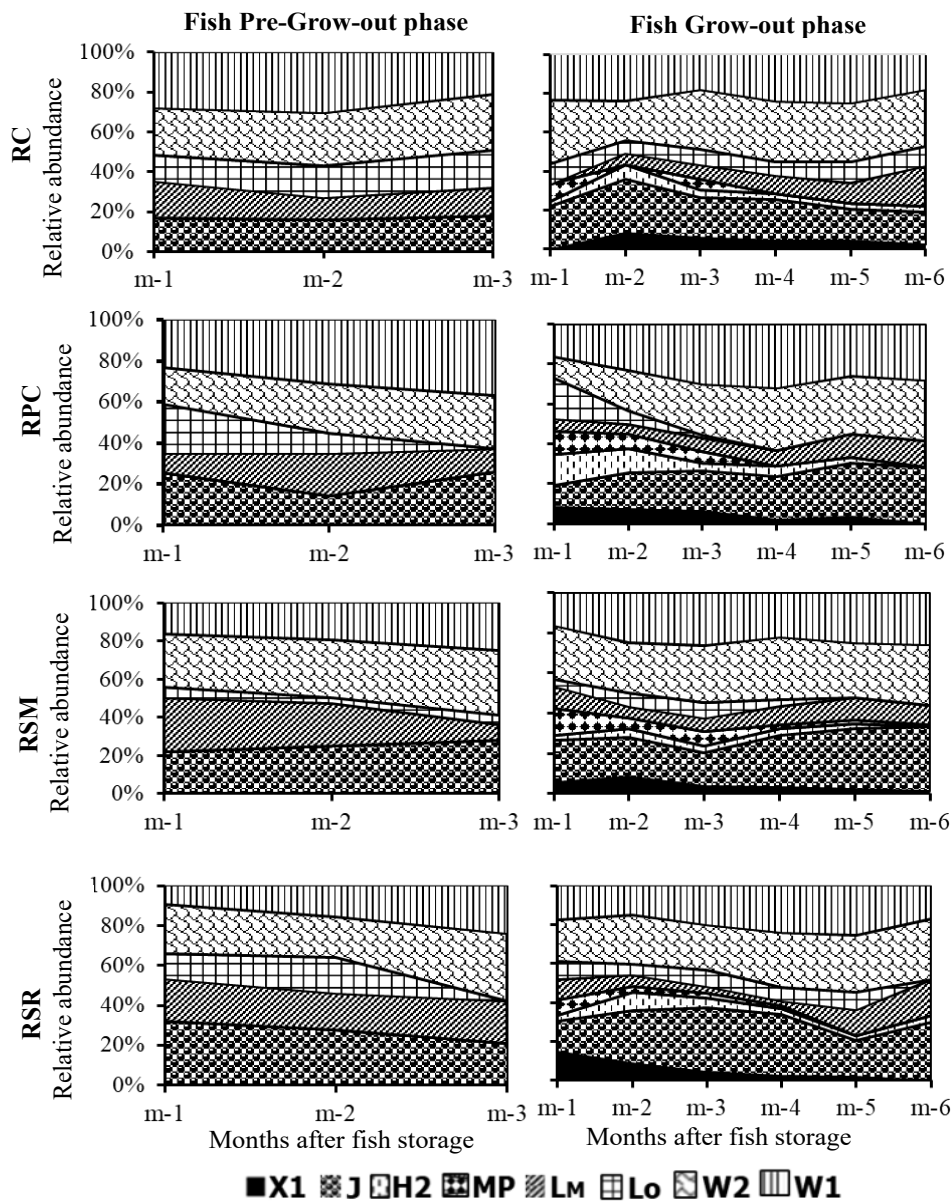 Fish Pre-Grow-out phase
Fish Grow-out phase
RC
Relative abundance
100%
80%
60%
40%
20%
0%
m-1 m-2 m-3
m-1 m-2 m-3 m-4 m-5 m-6
RPC
Relative abundance
100%
80%
60%
40%
20%
0%
m-1 m-2 m-3
m-1 m-2 m-3 m-4 m-5 m-6
RSM
Relative abundance
100%
80%
60%
40%
20%
0%
m-1 m-2 m-3
m-1 m-2 m-3 m-4 m-5 m-6
RSR
Relative abundance
100%
80%
60%
40%
20%
0%
m-1 m-2 m-3
m-1 m-2 m-3 m-4 m-5 m-6
Months after fish storage
Months after fish storage
X1 J H2 MP LM Lo W2 W1